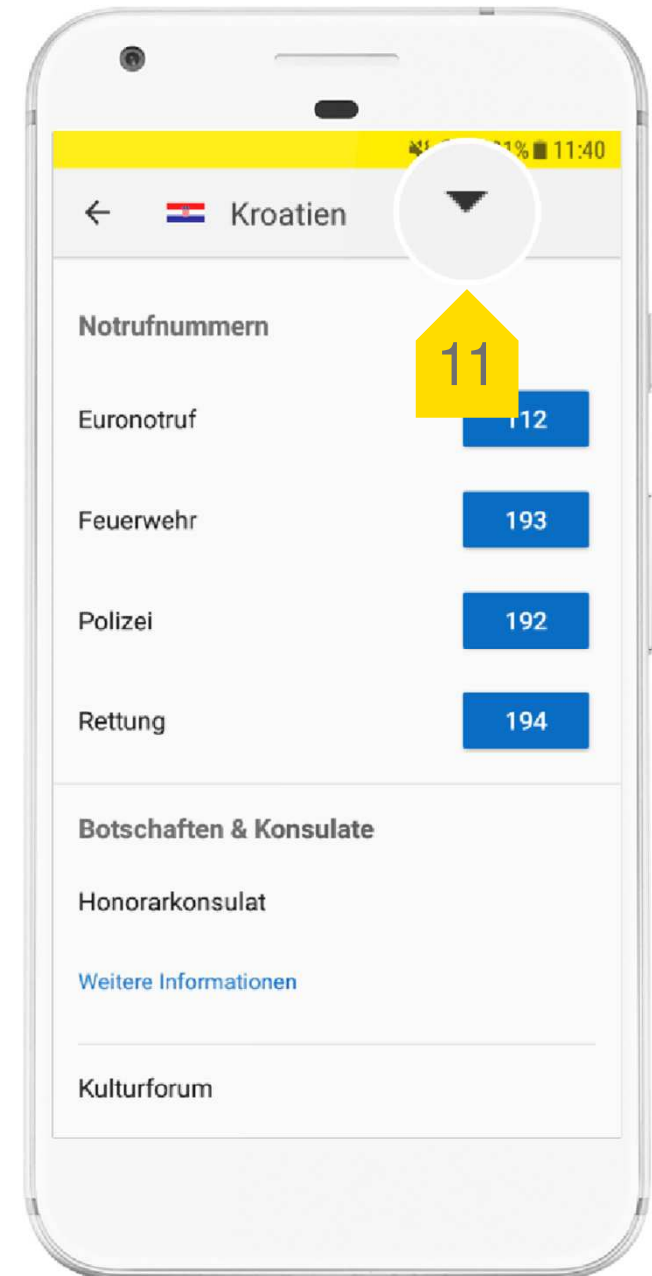 11:40
Kroatien
Notrufnummern
11
Euronotruf
112
Feuerwehr
193
Polizei
192
Rettung
194
Botschaften & Konsulate
Honorarkonsulat
Weitere Informationen
Kulturforum